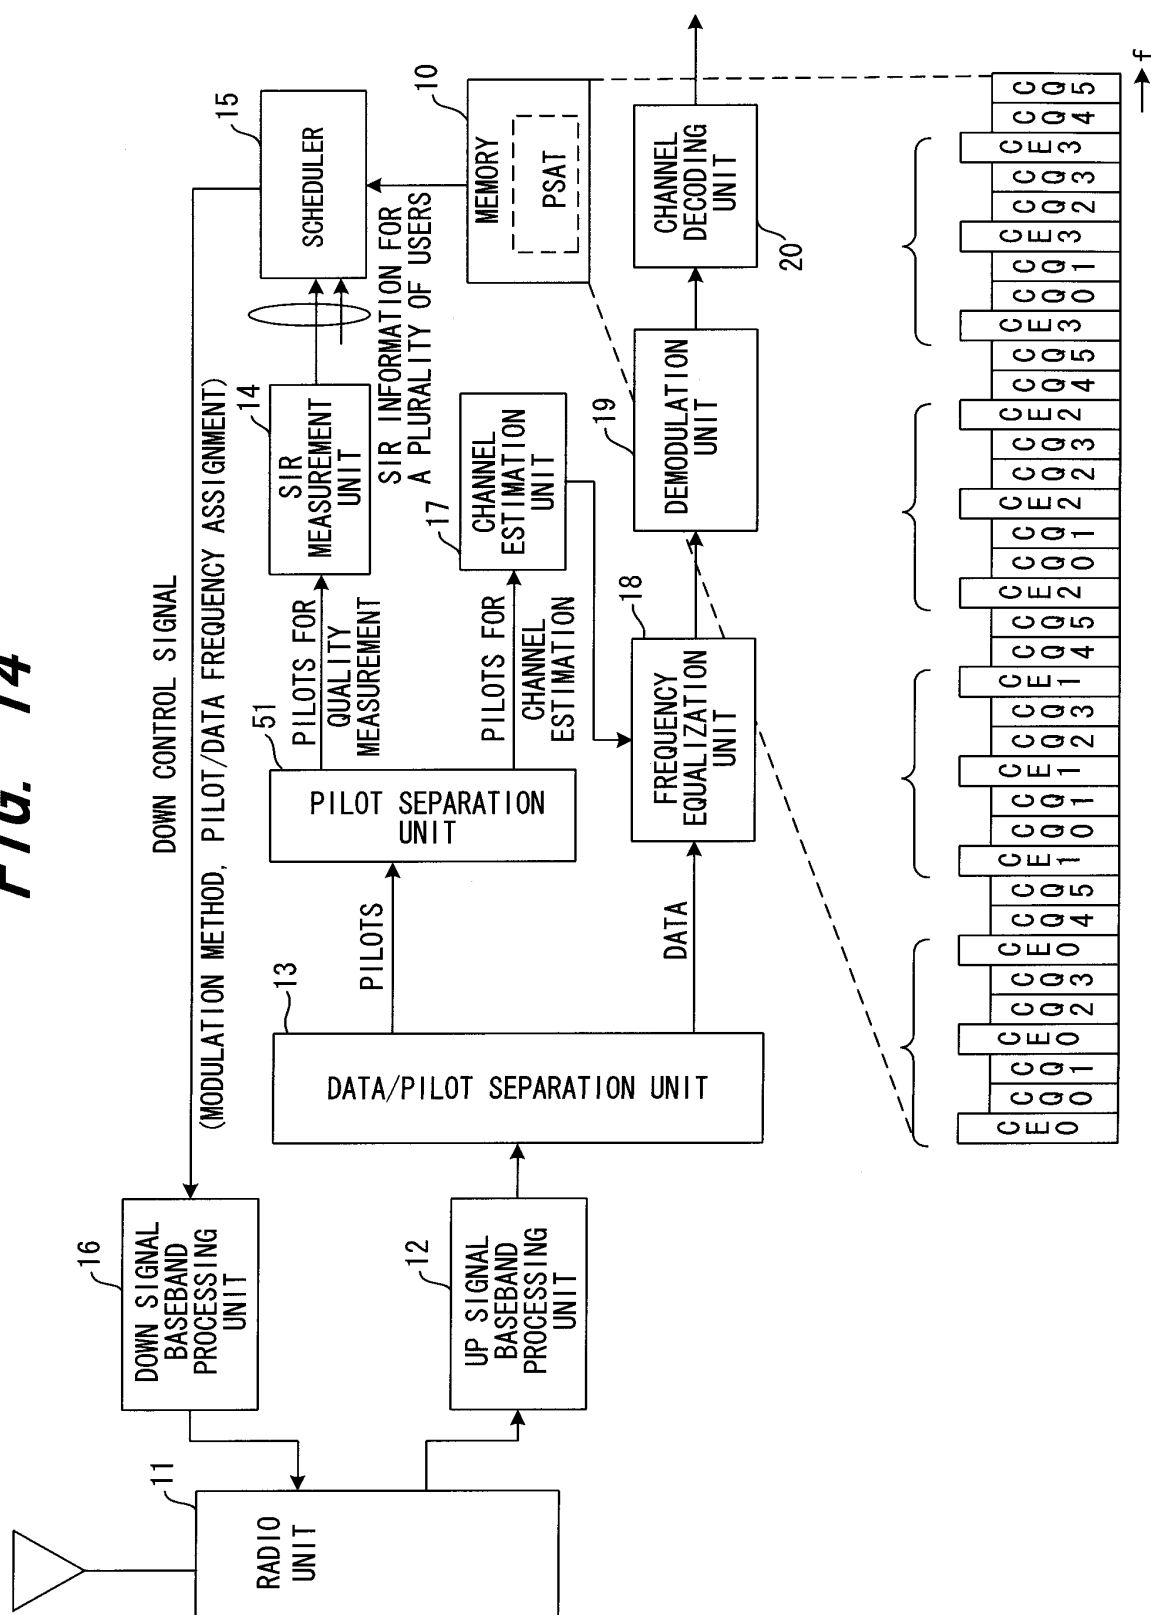 FIG. 14
DOWN CONTROL SIGNAL
(MODULATION METHOD, PILOT/DATA FREQUENCY ASSIGNMENT)
11
RADIO
UNIT
16
DOWN SIGNAL
BASEBAND
PROCESSING
UNIT
12
UP SIGNAL
BASEBAND
PROCESSING
UNIT
13
DATA/PILOT SEPARATION UNIT
PILOTS
DATA
51
PILOT SEPARATION
UNIT
PILOTS FOR
QUALITY
MEASUREMENT
PILOTS FOR
CHANNEL
ESTIMATION
14
SIR
MEASUREMENT
UNIT
SIR INFORMATION FOR
A PLURALITY OF USERS
15
SCHEDULER
10
MEMORY
PSAT
17
CHANNEL
ESTIMATION
UNIT
18
FREQUENCY
EQUALIZATION
UNIT
19
DEMODULATION
UNIT
CHANNEL
DECODING
UNIT
20
CE0
CQ0
CQ1
CE0
CQ2
CQ3
CE0
CQ4
CQ5
CE1
CQ0
CQ1
CE1
CQ2
CQ3
CE1
CQ4
CQ5
CE2
CQ0
CQ1
CE2
CQ2
CQ3
CE2
CQ4
CQ5
CE3
CQ0
CQ1
CE3
CQ2
CQ3
CE3
CQ4
CQ5
f